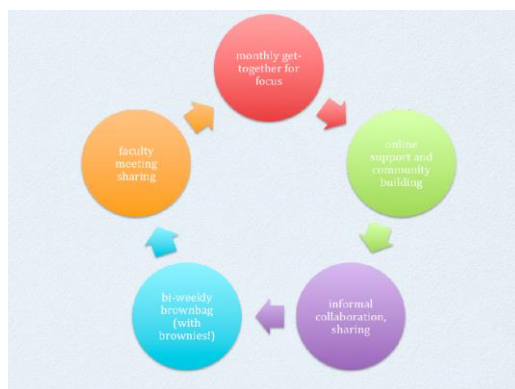 monthly get-
together for
focus
online
support and
community
building
informal
collaboration,
sharing
bi-weekly
brownbag
(with
brownies!)
faculty
meeting
sharing